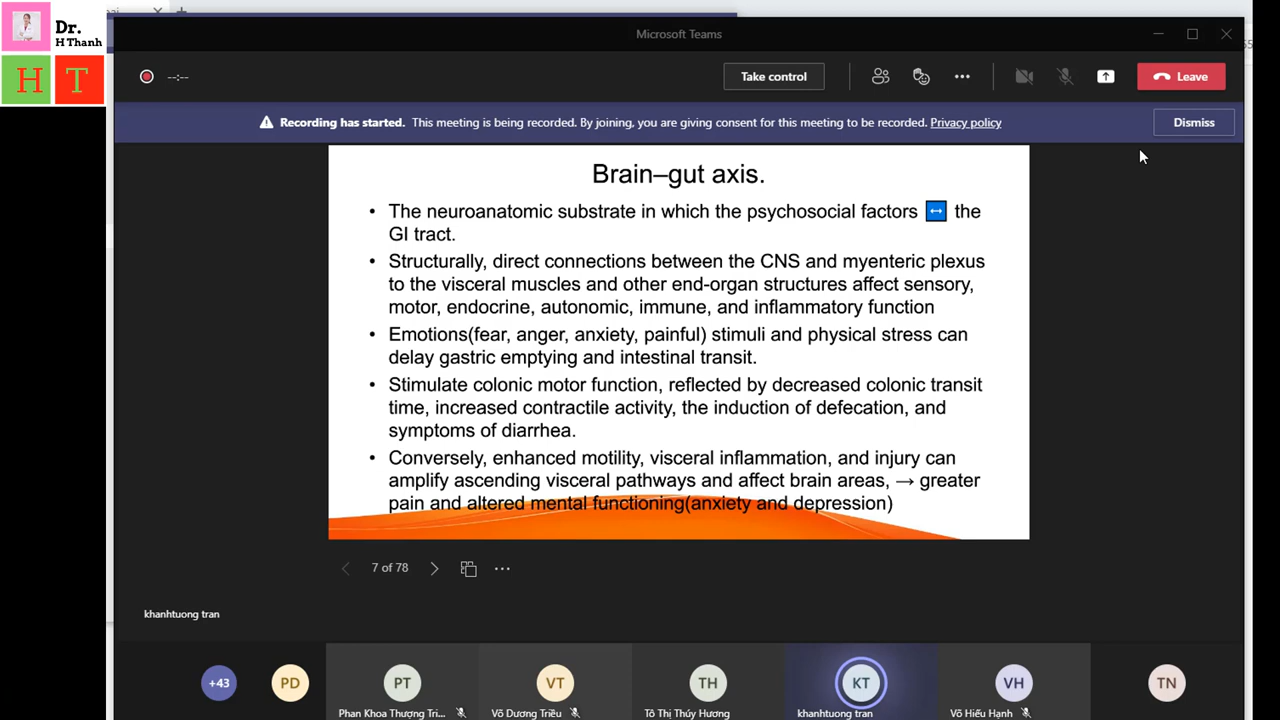 Dr.
H Thanh
H T
Microsoft Teams
--:--
Take control
Leave
Recording has started. This meeting is being recorded. By joining, you are giving consent for this meeting to be recorded. Privacy policy
Dismiss
Brain–gut axis.
• The neuroanatomic substrate in which the psychosocial factors ↔ the
GI tract.
• Structurally, direct connections between the CNS and myenteric plexus
to the visceral muscles and other end-organ structures affect sensory,
motor, endocrine, autonomic, immune, and inflammatory function
• Emotions(fear, anger, anxiety, painful) stimuli and physical stress can
delay gastric emptying and intestinal transit.
• Stimulate colonic motor function, reflected by decreased colonic transit
time, increased contractile activity, the induction of defecation, and
symptoms of diarrhea.
• Conversely, enhanced motility, visceral inflammation, and injury can
amplify ascending visceral pathways and affect brain areas, → greater
pain and altered mental functioning(anxiety and depression)
7 of 78
khanhtuong tran
+43 PD PT VT TH KT VH TN
Phan Khoa Thượng Tri... Võ Dương Triều Tô Thị Thúy Hương khanhtuong tran Võ Hiếu Hạnh